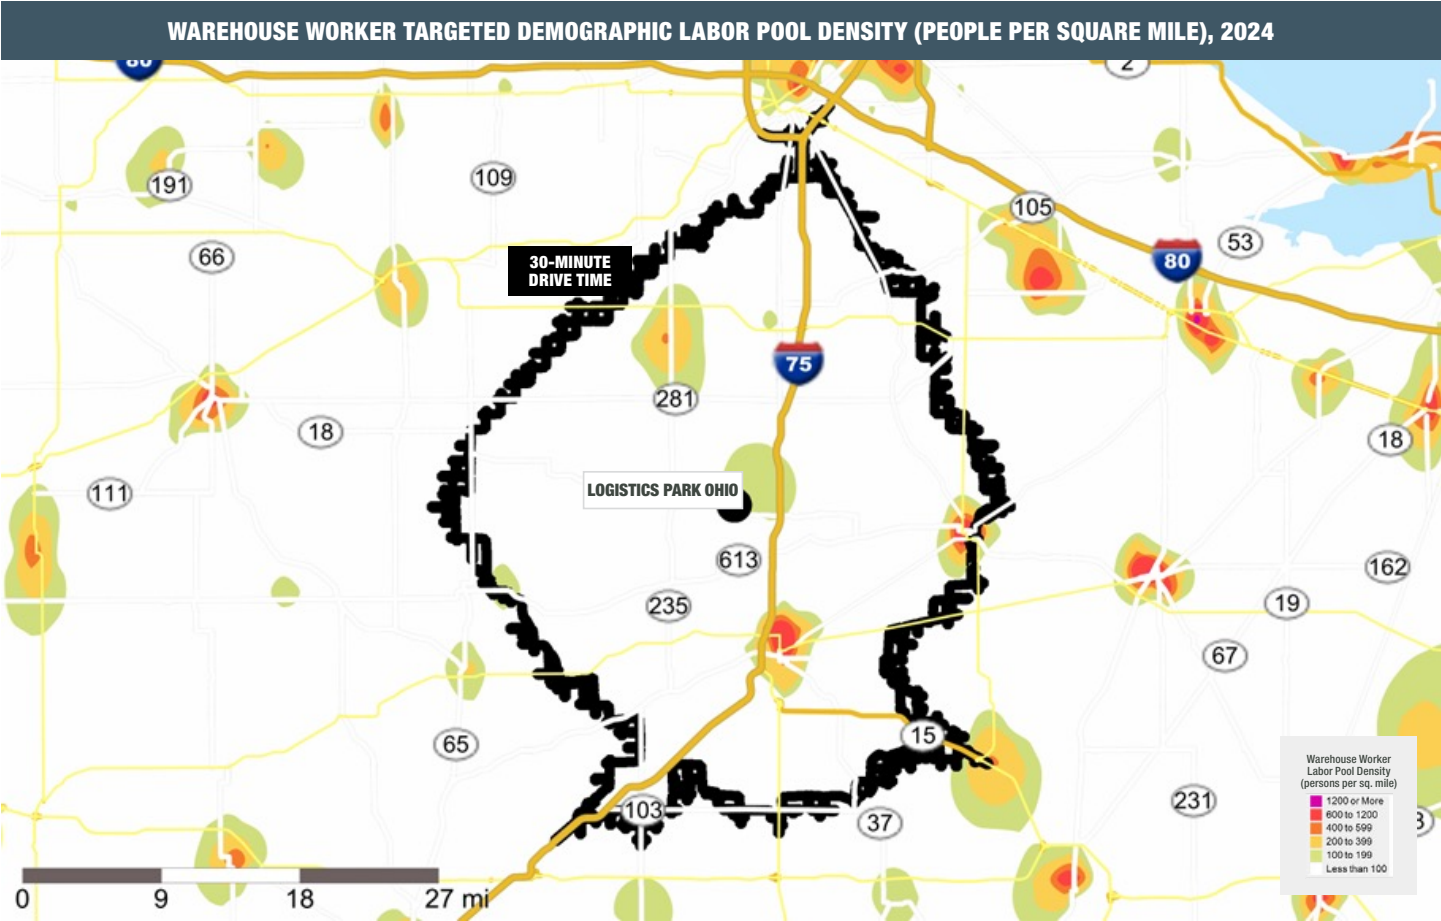 WAREHOUSE WORKER TARGETED DEMOGRAPHIC LABOR POOL DENSITY (PEOPLE PER SQUARE MILE), 2024
80
2
191
109
105
66
53
80
30-MINUTE
DRIVE TIME
75
281
18
18
111
LOGISTICS PARK OHIO
613
162
235
19
67
65
15
231
103
37
Warehouse Worker
Labor Pool Density
(persons per sq. mile)
1200 or More
600 to 1200
400 to 599
200 to 399
100 to 199
Less than 100
0 9 18 27 mi